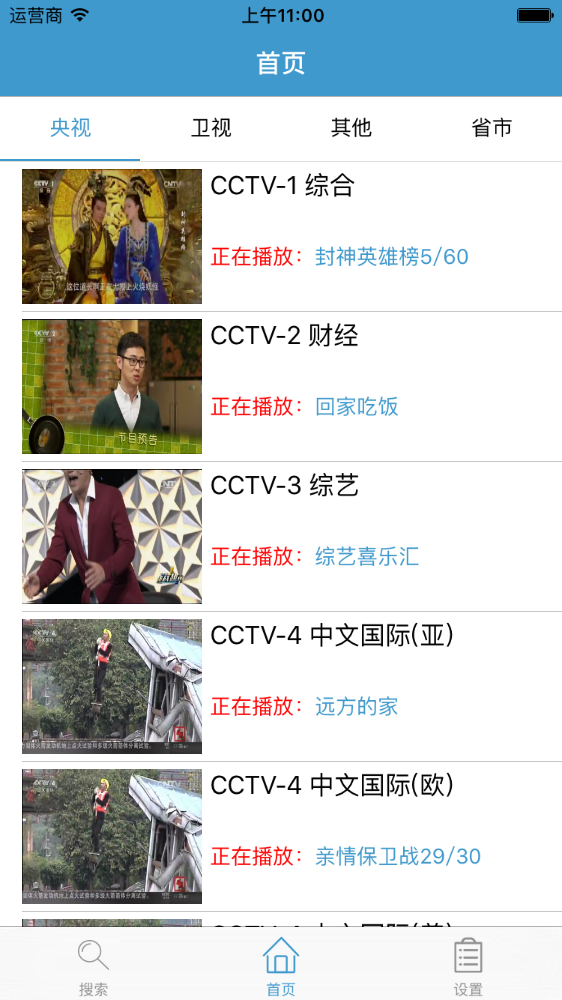 运营商
上午11:00
首页
央视 卫视 其他 省市
CCTV-1 综合
正在播放：封神英雄榜5/60
CCTV-2 财经
节目预告
正在播放：回家吃饭
CCTV-3 综艺
正在播放：综艺喜乐汇
CCTV-4 中文国际(亚)
正在播放：远方的家
CCTV-4 中文国际(欧)
正在播放：亲情保卫战29/30
搜索 首页 设置